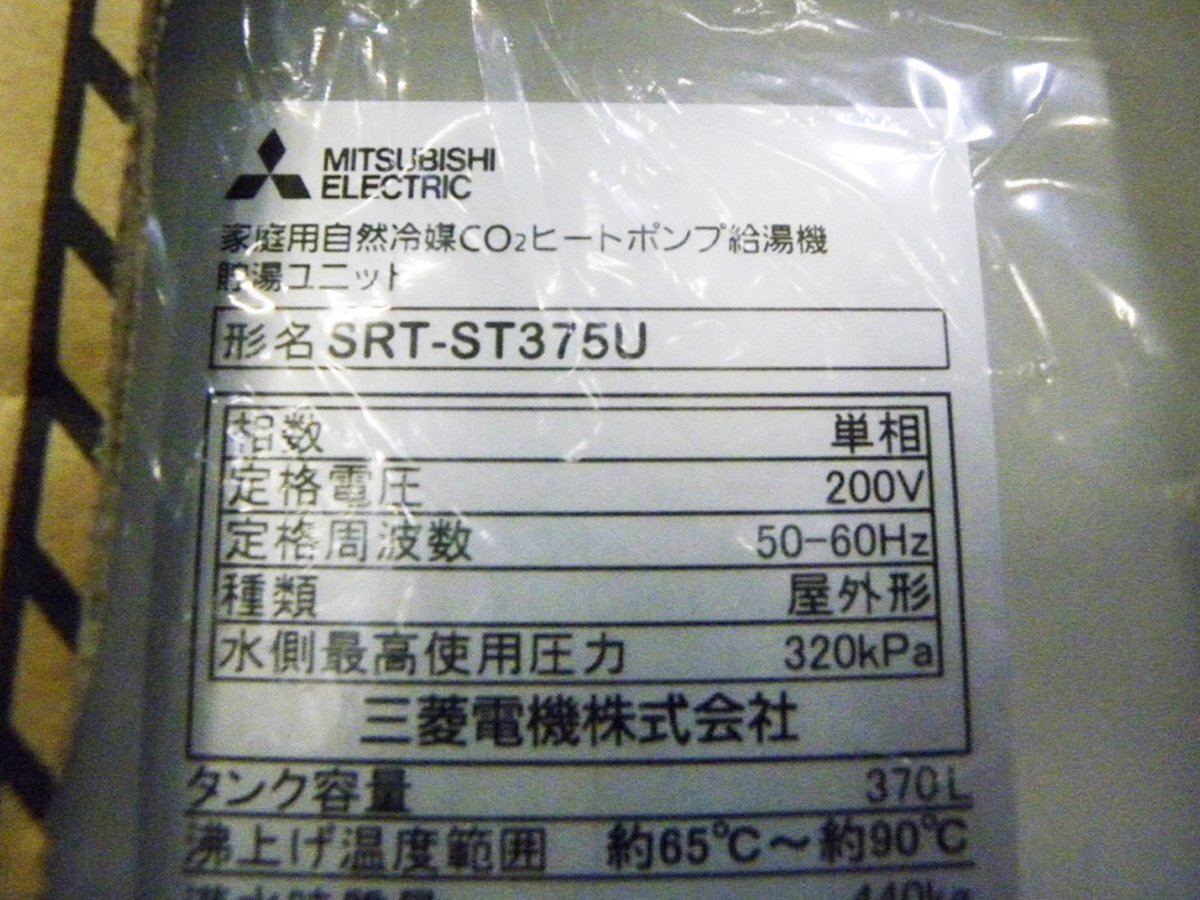 MITSUBISHI
ELECTRIC
家庭用自然冷媒CO₂ヒートポンプ給湯機
貯湯ユニット
形名 SRT-ST375U
相数 単相
定格電圧 200V
定格周波数 50-60Hz
種類 屋外形
水側最高使用圧力 320kPa
三菱電機株式会社
タンク容量 370L
沸上げ温度範囲 約65℃～約90℃